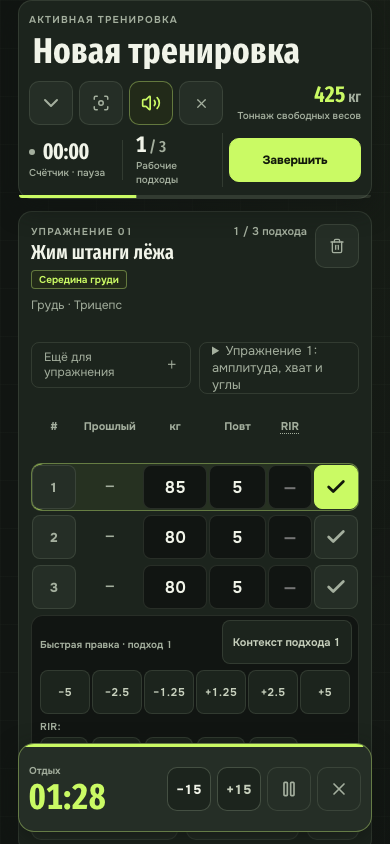 АКТИВНАЯ ТРЕНИРОВКА
Новая тренировка
425 кг
Тоннаж свободных весов
00:00
Счётчик · пауза
1 / 3
Рабочие
подходы
Завершить
УПРАЖНЕНИЕ 01
1 / 3 подхода
Жим штанги лёжа
Середина груди
Грудь · Трицепс
Ещё для
упражнения
+
▶ Упражнение 1:
амплитуда, хват и
углы
# Прошлый кг Повт RIR
1 – 85 5 —
2 – 80 5 —
3 – 80 5 —
Быстрая правка · подход 1
Контекст подхода 1
−5 −2.5 −1.25 +1.25 +2.5 +5
RIR:
Отдых
01:28
−15 +15